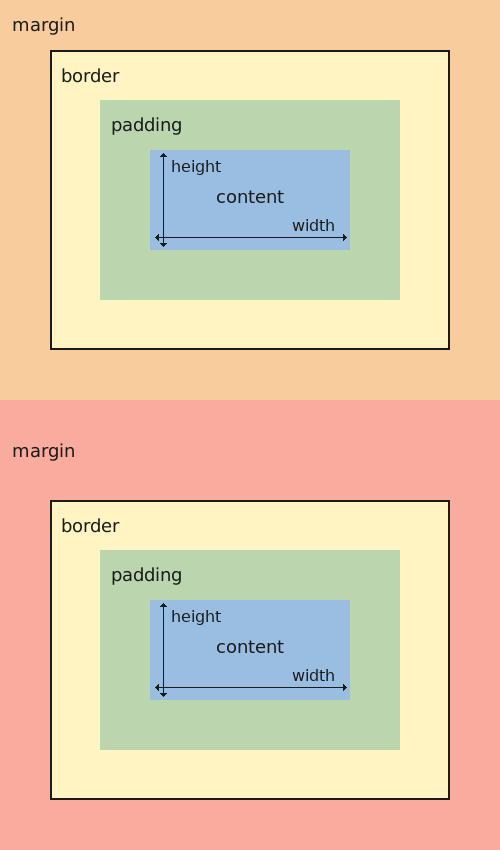 margin
border
padding
height
content
width
margin
border
padding
height
content
width